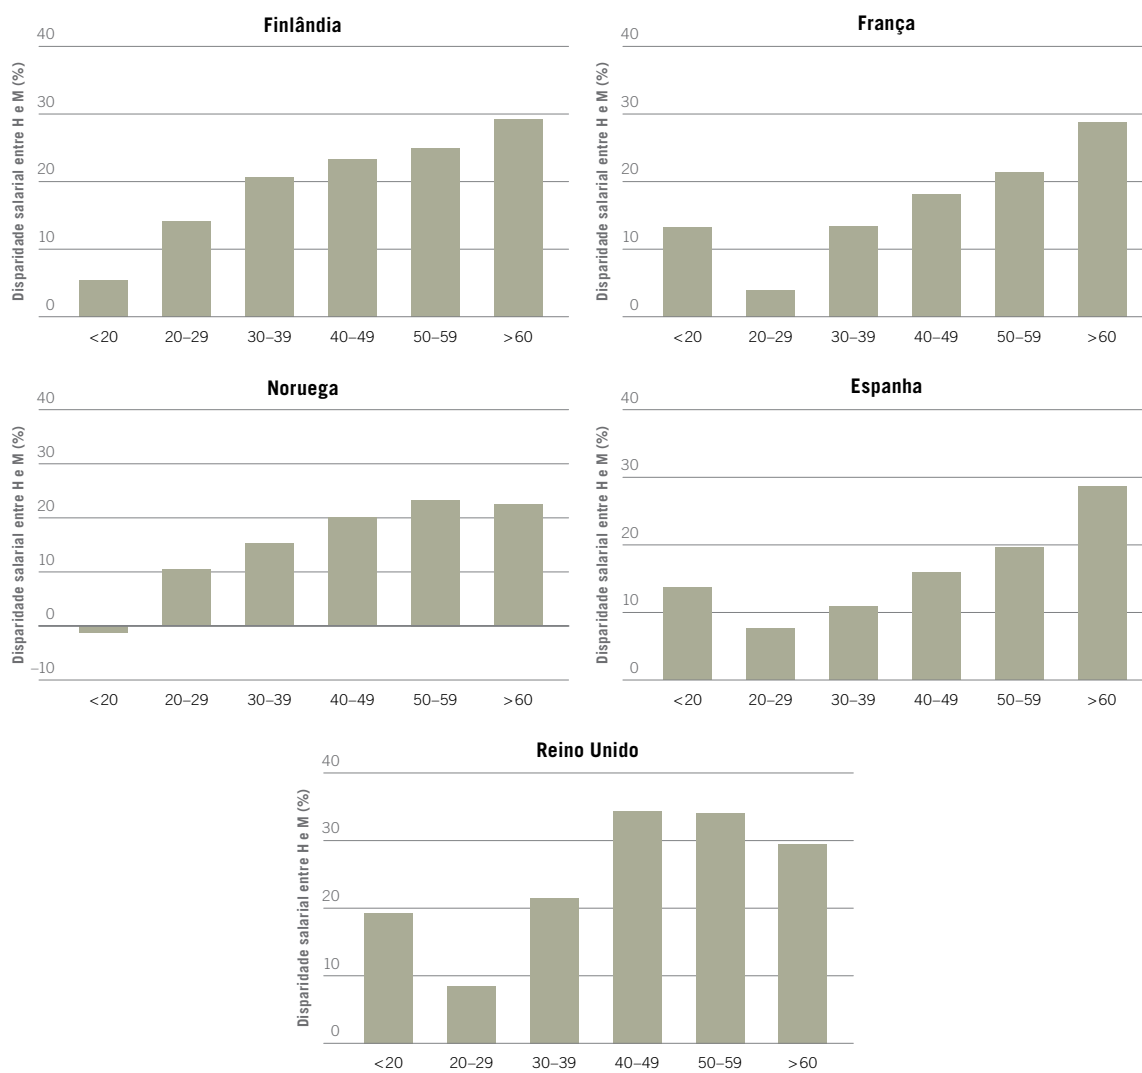 Finlândia
Disparidade salarial entre H e M (%)
40
30
20
10
0
<20 20–29 30–39 40–49 50–59 >60
França
Disparidade salarial entre H e M (%)
40
30
20
10
0
<20 20–29 30–39 40–49 50–59 >60
Noruega
Disparidade salarial entre H e M (%)
40
30
20
10
0
–10
<20 20–29 30–39 40–49 50–59 >60
Espanha
Disparidade salarial entre H e M (%)
40
30
20
10
0
<20 20–29 30–39 40–49 50–59 >60
Reino Unido
Disparidade salarial entre H e M (%)
40
30
20
10
0
<20 20–29 30–39 40–49 50–59 >60